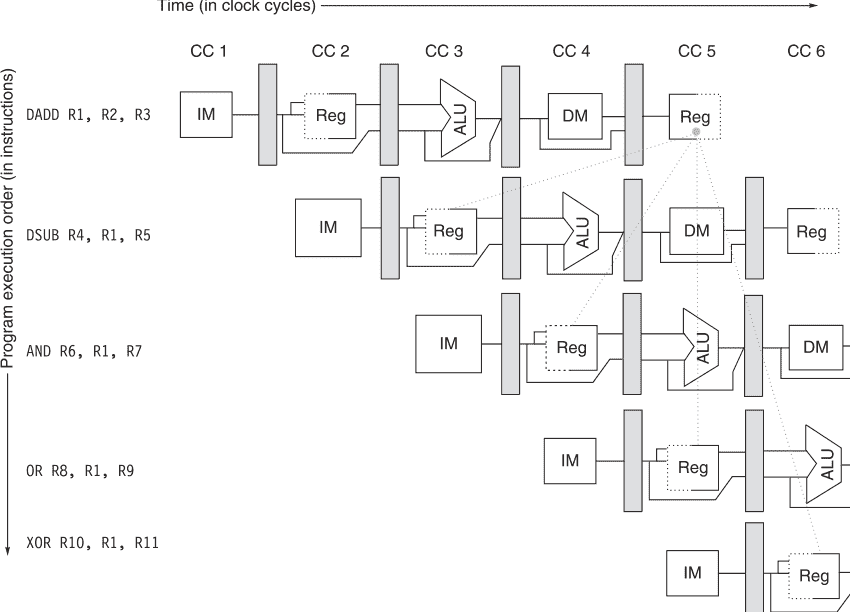 Time (in clock cycles)
CC 1 CC 2 CC 3 CC 4 CC 5 CC 6
Program execution order (in instructions)
DADD R1, R2, R3 IM Reg ALU DM Reg
DSUB R4, R1, R5 IM Reg ALU DM Reg
AND R6, R1, R7 IM Reg ALU DM
OR R8, R1, R9 IM Reg ALU
XOR R10, R1, R11 IM Reg